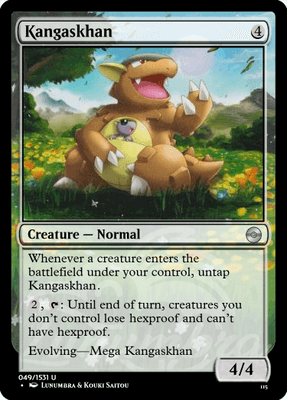 Kangaskhan 4
Creature — Normal
Whenever a creature enters the
battlefield under your control, untap
Kangaskhan.
2, : Until end of turn, creatures you
don't control lose hexproof and can't
have hexproof.
Evolving—Mega Kangaskhan
4/4
049/1531 U
• Lunumbra & Kouki Saitou